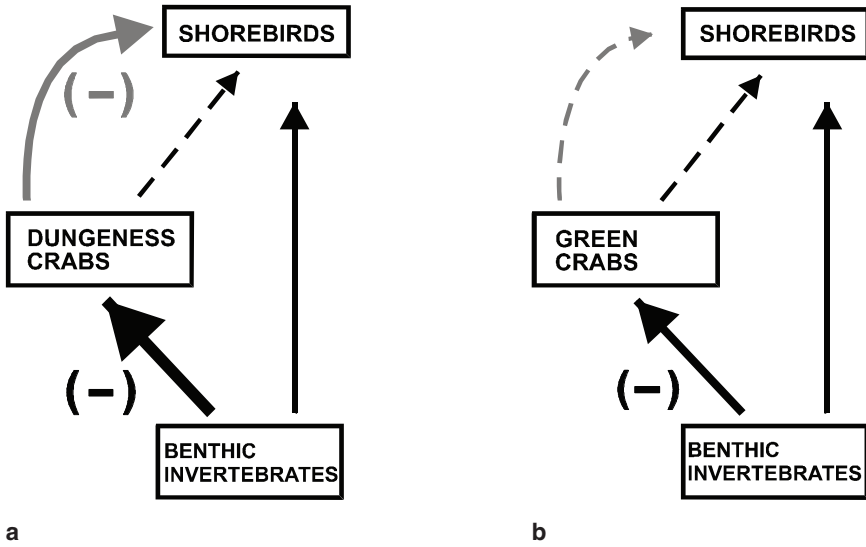 SHOREBIRDS
(-)
DUNGENESS
CRABS
(-)
BENTHIC
INVERTEBRATES
a
SHOREBIRDS
GREEN
CRABS
(-)
BENTHIC
INVERTEBRATES
b